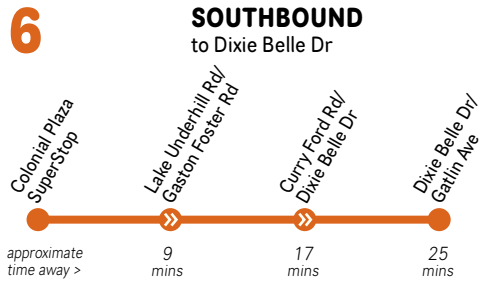 6
SOUTHBOUND
to Dixie Belle Dr
Colonial Plaza
SuperStop
Lake Underhill Rd/
Gaston Foster Rd
Curry Ford Rd/
Dixie Belle Dr
Dixie Belle Dr/
Gatlin Ave
approximate
time away >
9
mins
17
mins
25
mins